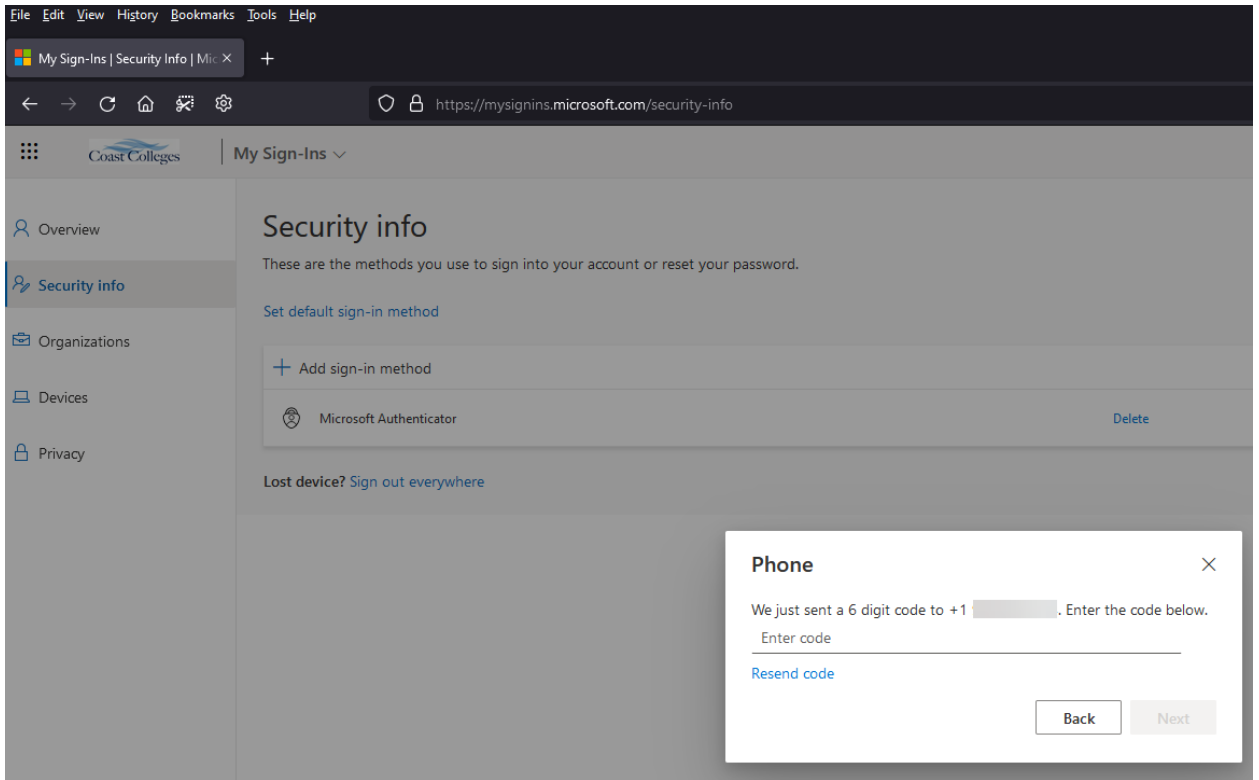 File Edit View History Bookmarks Tools Help
My Sign-Ins | Security Info | Mic
https://mysignins.microsoft.com/security-info
Coast Colleges
My Sign-Ins
Overview
Security info
Organizations
Devices
Privacy
Security info
These are the methods you use to sign into your account or reset your password.
Set default sign-in method
Add sign-in method
Microsoft Authenticator Delete
Lost device? Sign out everywhere
Phone
We just sent a 6 digit code to +1 . Enter the code below.
Enter code
Resend code
Back Next